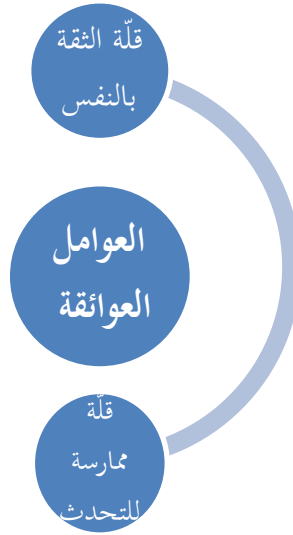 قلّة الثقة
بالنفس
العوامل
العوائقة
قلّة
ممارسة
للتحدث